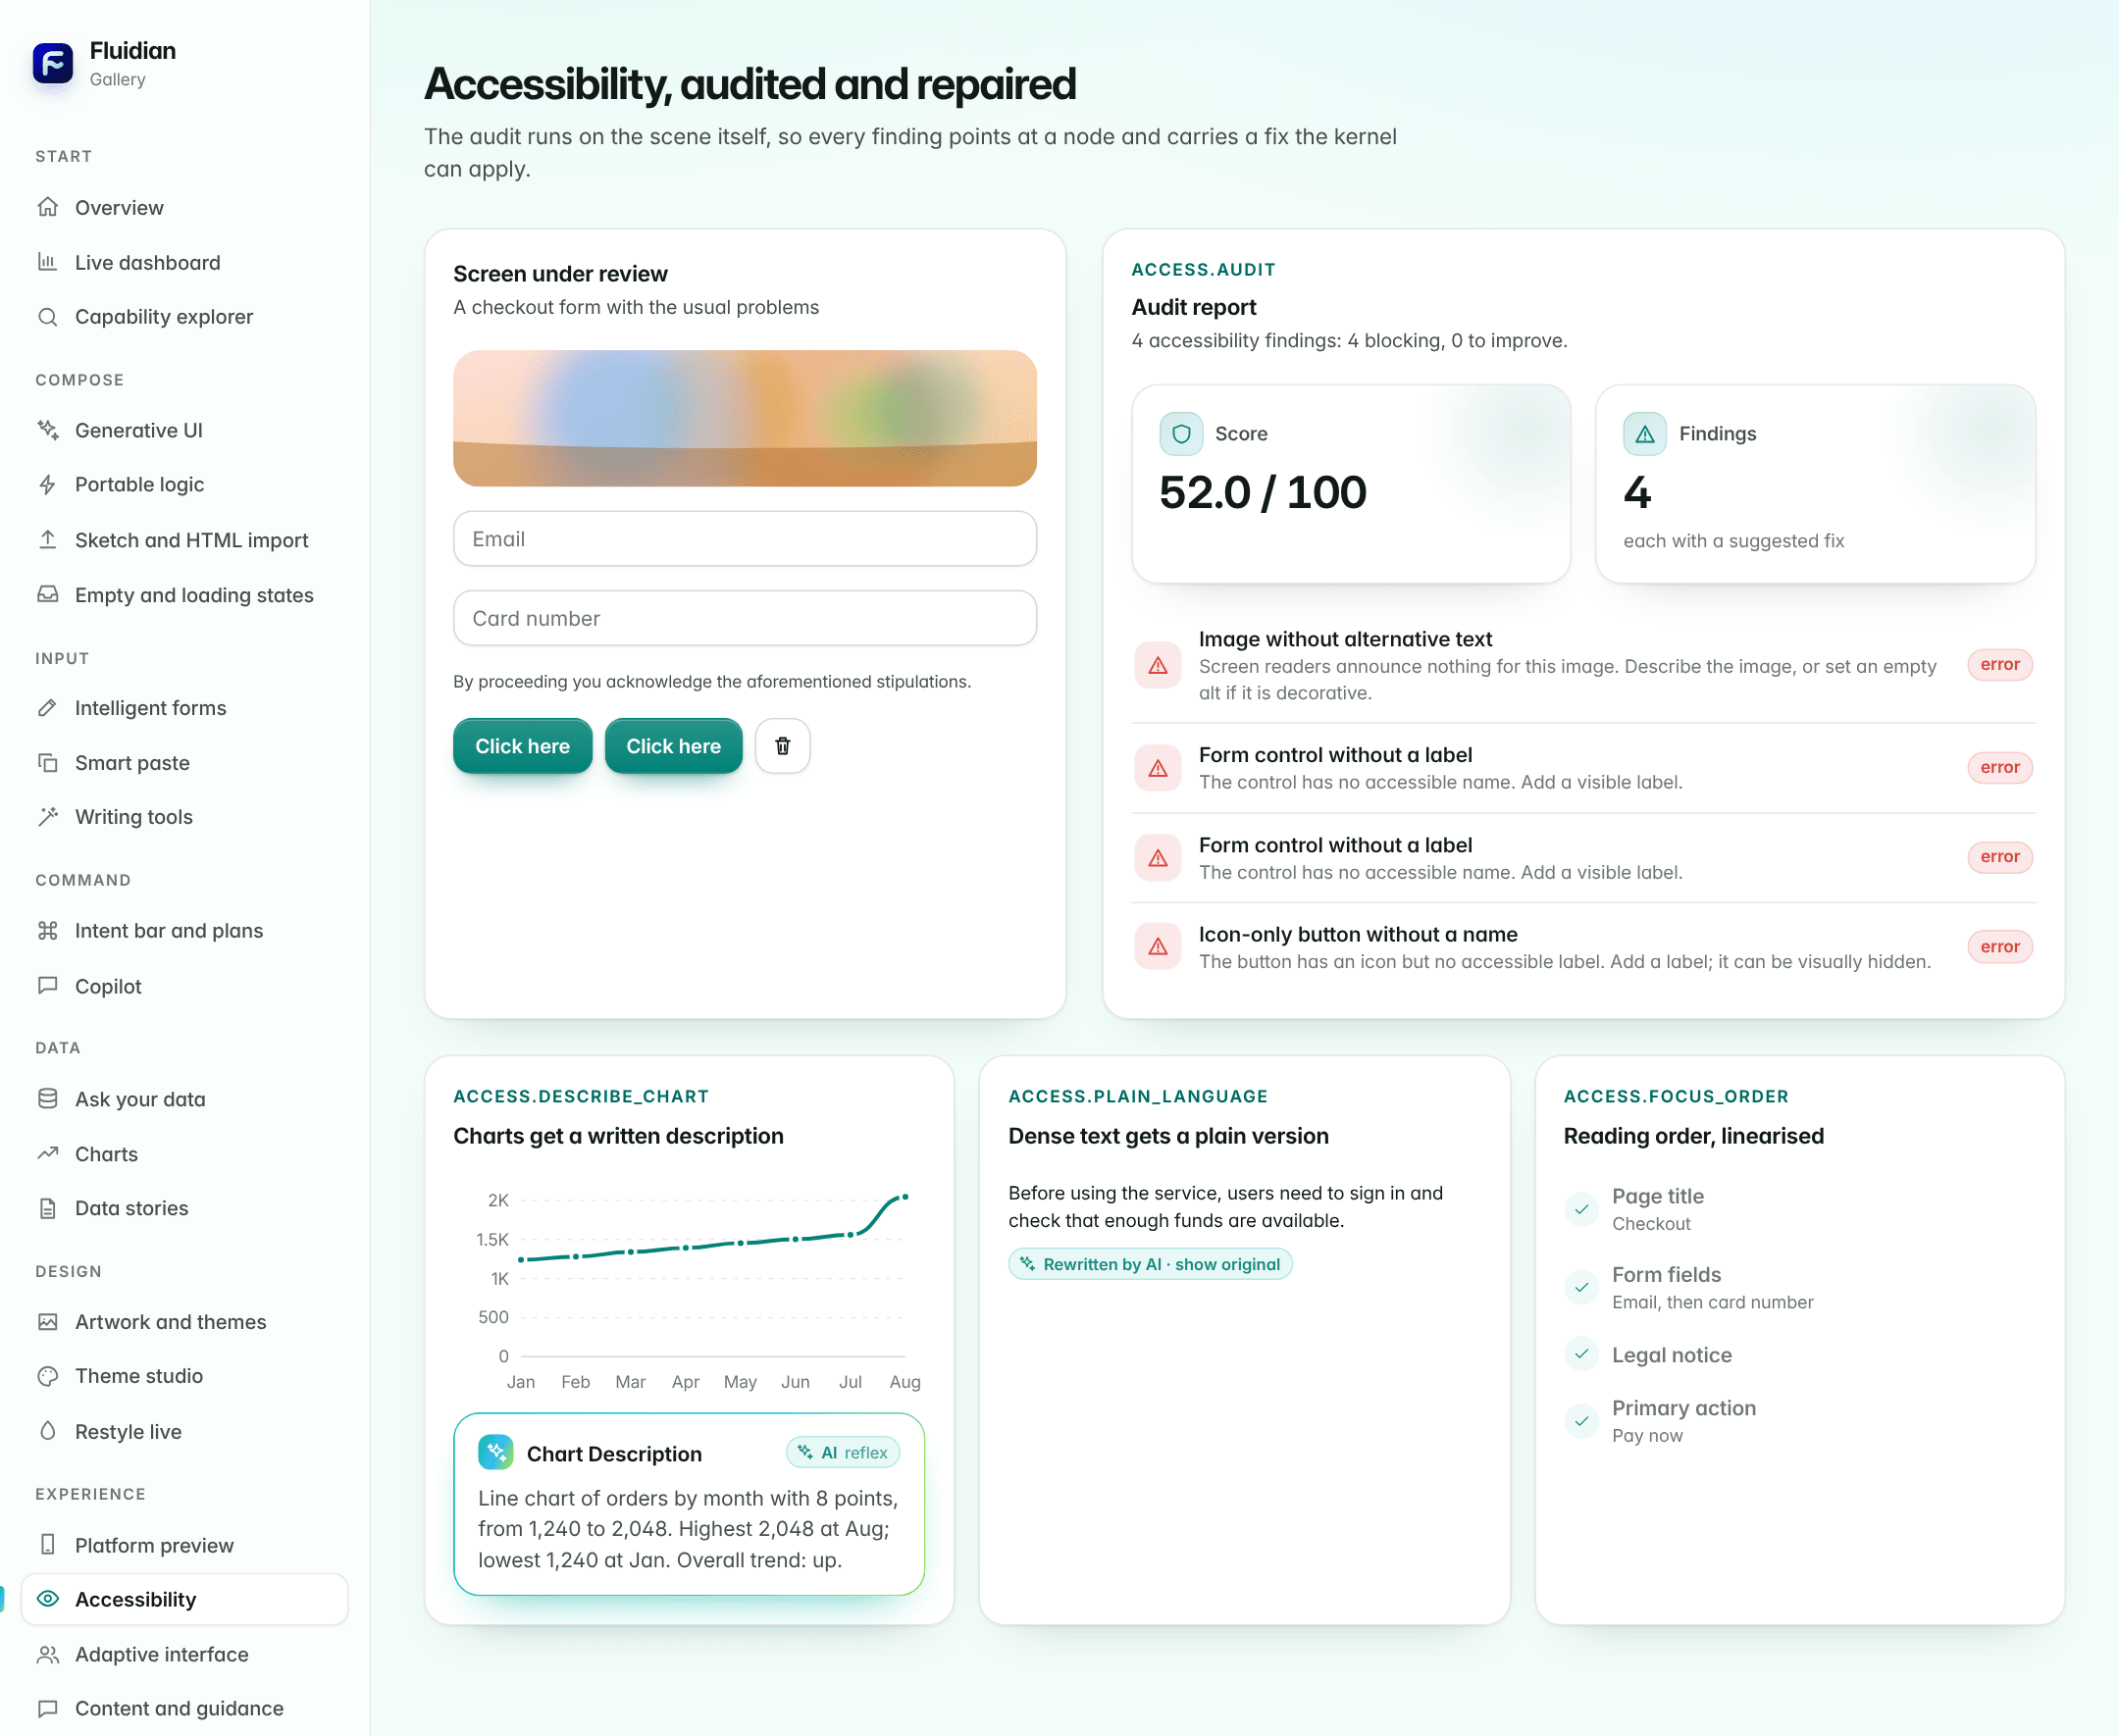 Fluidian
Gallery
START
Overview
Live dashboard
Capability explorer
COMPOSE
Generative UI
Portable logic
Sketch and HTML import
Empty and loading states
INPUT
Intelligent forms
Smart paste
Writing tools
COMMAND
Intent bar and plans
Copilot
DATA
Ask your data
Charts
Data stories
DESIGN
Artwork and themes
Theme studio
Restyle live
EXPERIENCE
Platform preview
Accessibility
Adaptive interface
Content and guidance
Accessibility, audited and repaired
The audit runs on the scene itself, so every finding points at a node and carries a fix the kernel
can apply.
Screen under review
A checkout form with the usual problems
Email
Card number
By proceeding you acknowledge the aforementioned stipulations.
Click here
Click here
ACCESS.AUDIT
Audit report
4 accessibility findings: 4 blocking, 0 to improve.
Score
52.0 / 100
Findings
4
each with a suggested fix
Image without alternative text
Screen readers announce nothing for this image. Describe the image, or set an empty
alt if it is decorative.
error
Form control without a label
The control has no accessible name. Add a visible label.
error
Form control without a label
The control has no accessible name. Add a visible label.
error
Icon-only button without a name
The button has an icon but no accessible label. Add a label; it can be visually hidden.
error
ACCESS.DESCRIBE_CHART
Charts get a written description
2K
1.5K
1K
500
0
Jan Feb Mar Apr May Jun Jul Aug
Chart Description
AI reflex
Line chart of orders by month with 8 points,
from 1,240 to 2,048. Highest 2,048 at Aug;
lowest 1,240 at Jan. Overall trend: up.
ACCESS.PLAIN_LANGUAGE
Dense text gets a plain version
Before using the service, users need to sign in and
check that enough funds are available.
Rewritten by AI · show original
ACCESS.FOCUS_ORDER
Reading order, linearised
Page title
Checkout
Form fields
Email, then card number
Legal notice
Primary action
Pay now